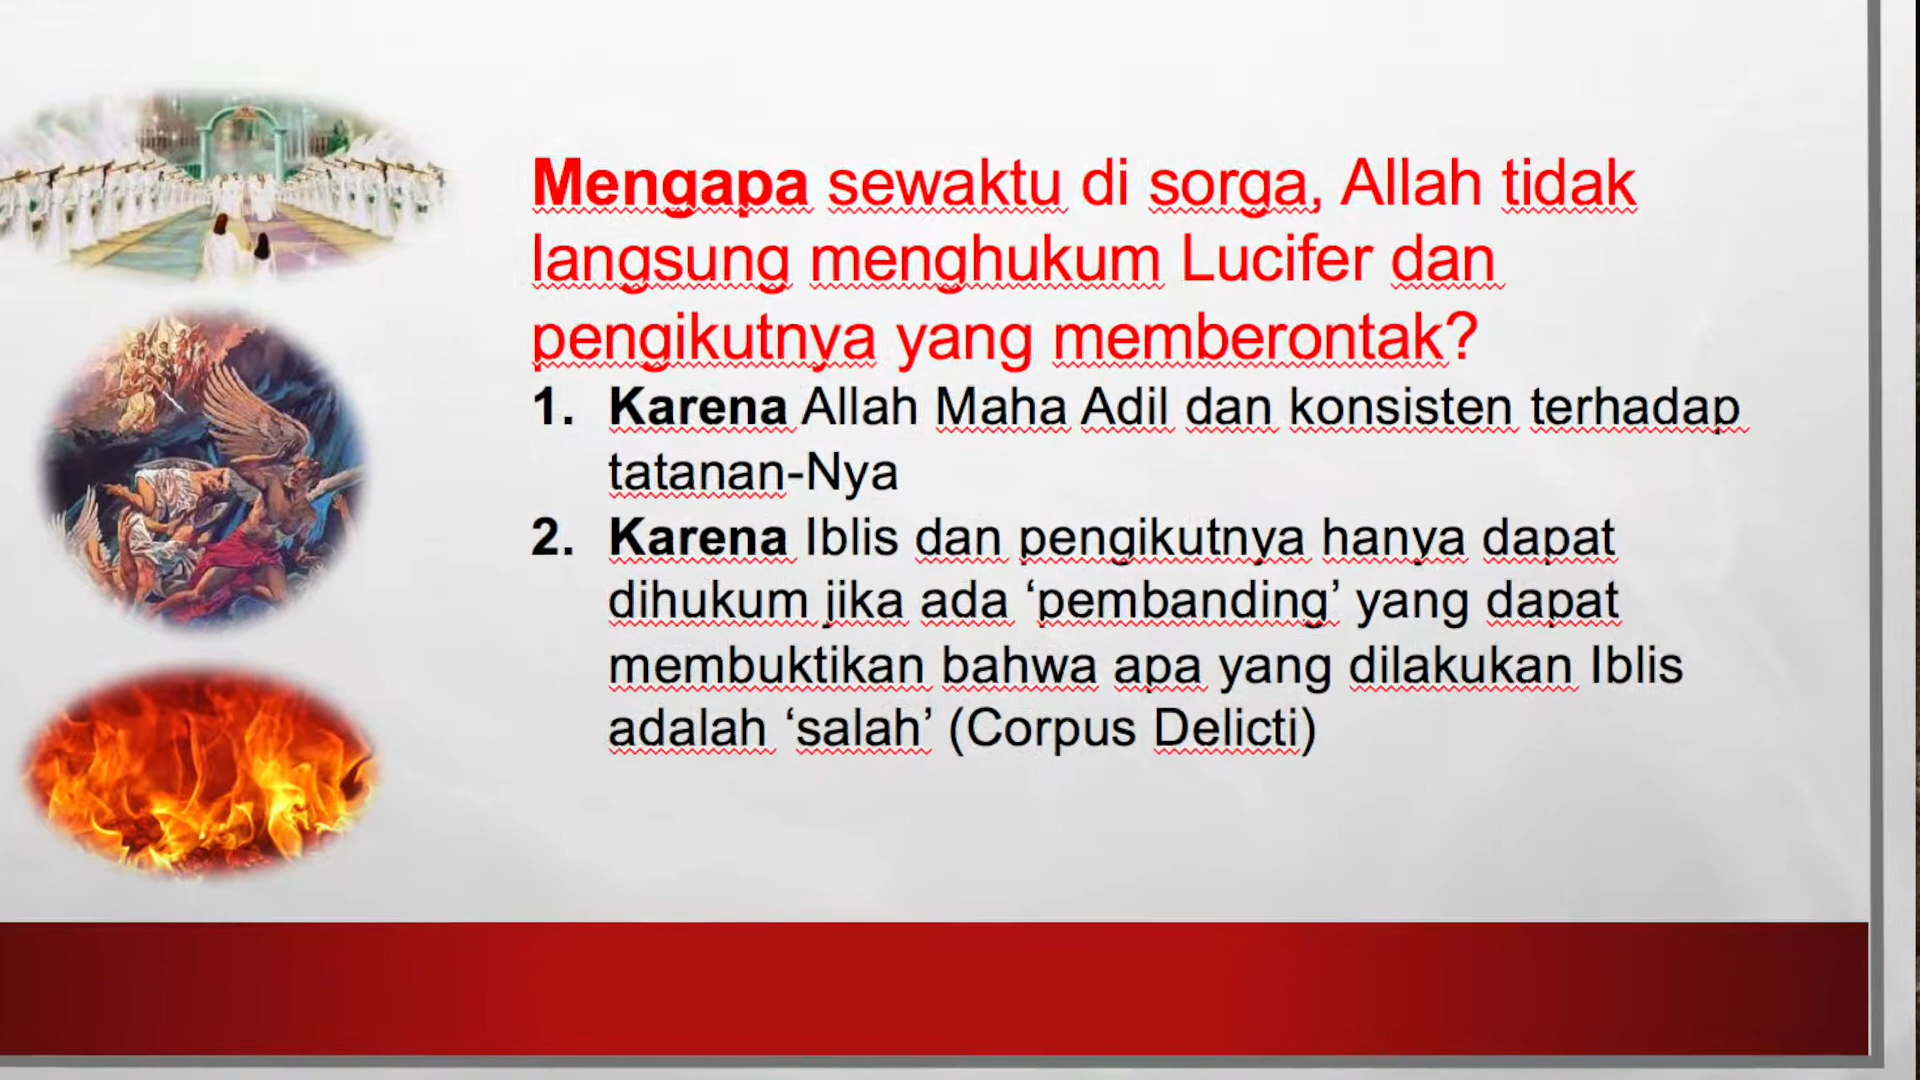 Mengapa sewaktu di sorga, Allah tidak
langsung menghukum Lucifer dan
pengikutnya yang memberontak?
1. Karena Allah Maha Adil dan konsisten terhadap
tatanan-Nya
2. Karena Iblis dan pengikutnya hanya dapat
dihukum jika ada ‘pembanding’ yang dapat
membuktikan bahwa apa yang dilakukan Iblis
adalah ‘salah’ (Corpus Delicti)